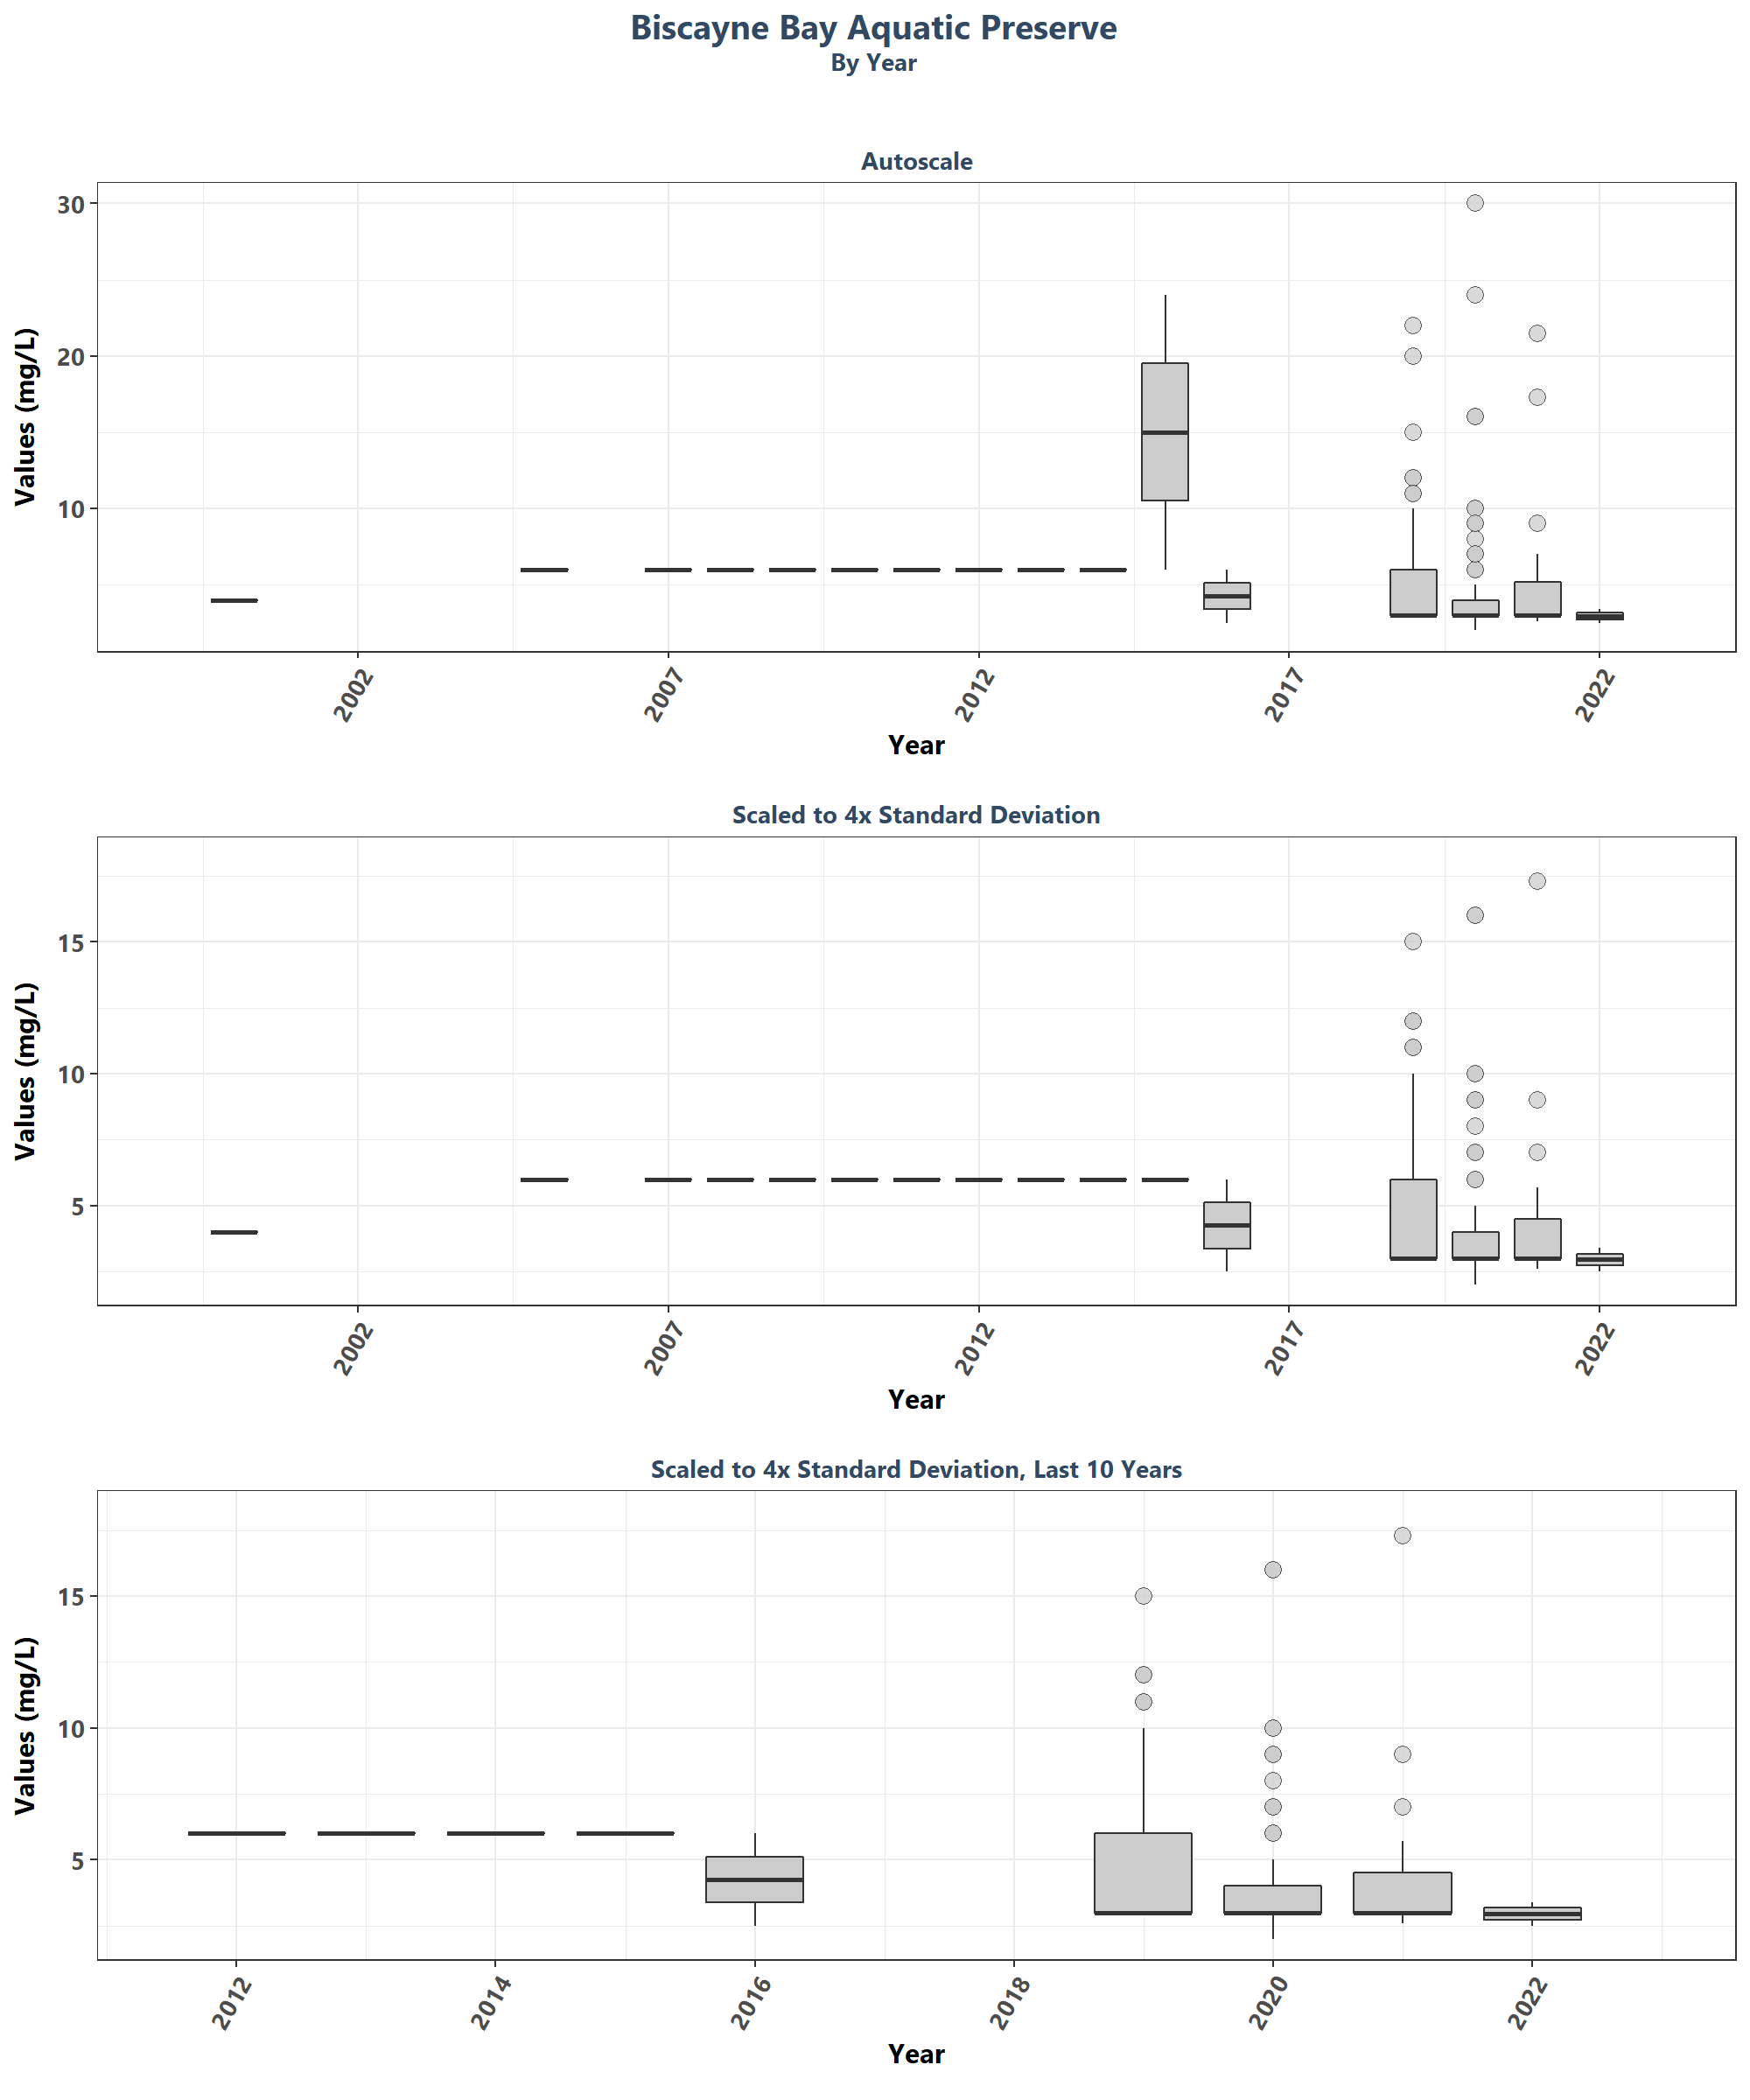 Biscayne Bay Aquatic Preserve
By Year
Autoscale
Values (mg/L)
30
20
10
2002
2007
2012
2017
2022
Year
Scaled to 4x Standard Deviation
Values (mg/L)
15
10
5
2002
2007
2012
2017
2022
Year
Scaled to 4x Standard Deviation, Last 10 Years
Values (mg/L)
15
10
5
2012
2014
2016
2018
2020
2022
Year